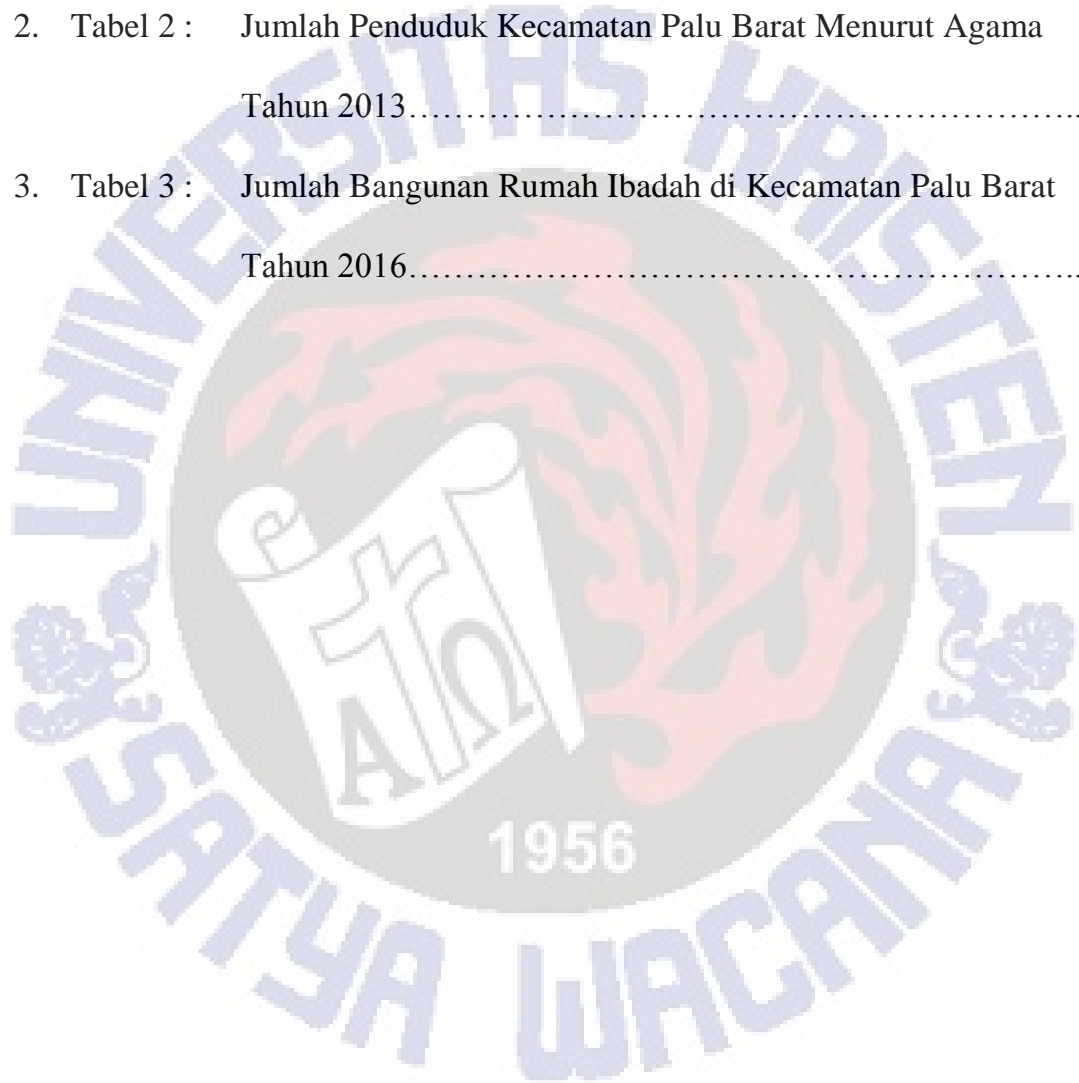 2. Tabel 2 : Jumlah Penduduk Kecamatan Palu Barat Menurut Agama
Tahun 2013……………………………………………………..
3. Tabel 3 : Jumlah Bangunan Rumah Ibadah di Kecamatan Palu Barat
Tahun 2016……………………………………………………..
UNIVERSITAS KRISTEN
A Ω
1956
SATYA WACANA